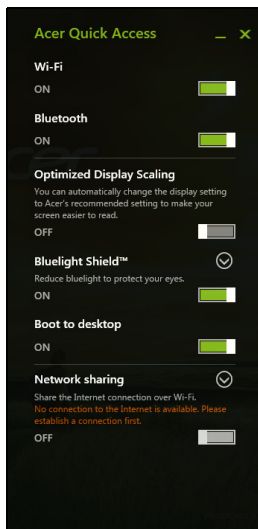 Acer Quick Access
Wi-Fi
ON
Bluetooth
ON
Optimized Display Scaling
You can automatically change the display setting
to Acer's recommended setting to make your
screen easier to read.
OFF
Bluelight Shield™
Reduce bluelight to protect your eyes.
ON
Boot to desktop
ON
Network sharing
Share the Internet connection over Wi-Fi.
No connection to the Internet is available. Please
establish a connection first.
OFF